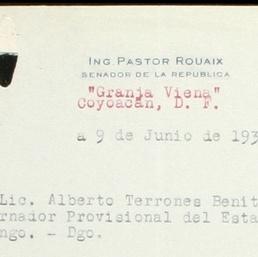 ING. PASTOR ROUAIX
SENADOR DE LA REPUBLICA
"Granja Viena"
Coyoacán, D. F.
a 9 de Junio de 193
Lic. Alberto Terrones Benit
rnador Provisional del Esta
ngo. - Dgo.